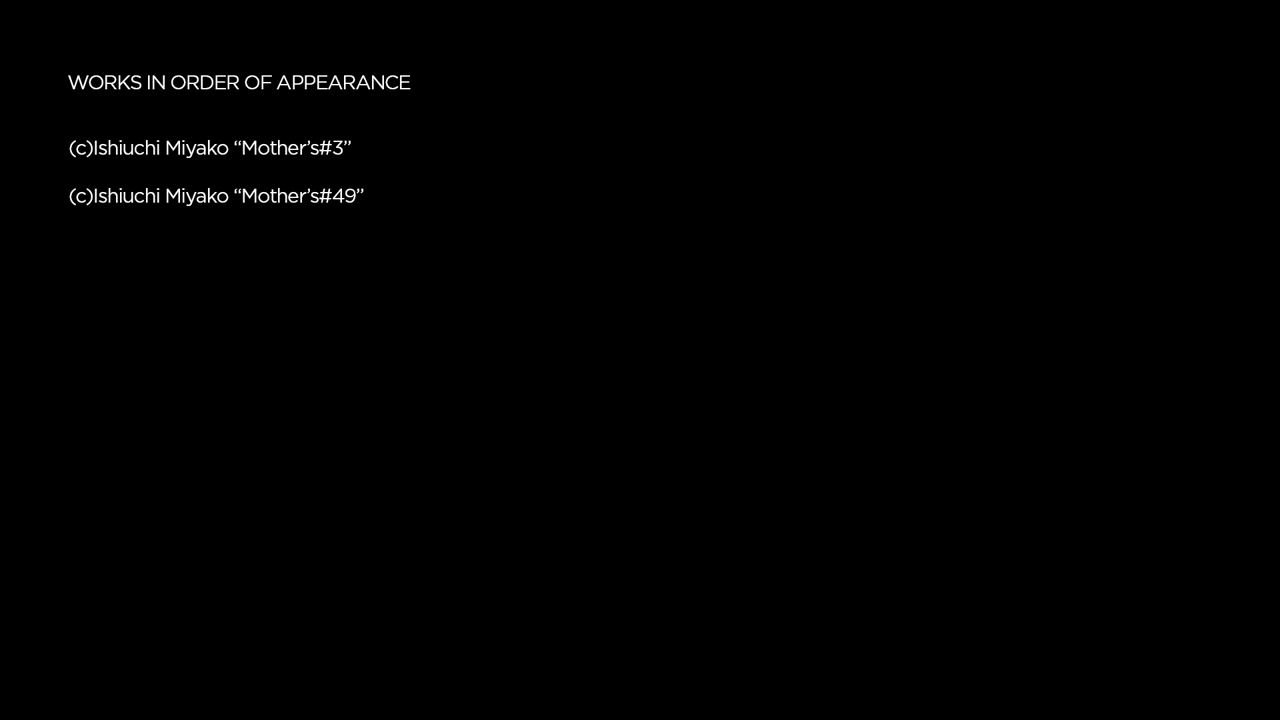 WORKS IN ORDER OF APPEARANCE
(c)Ishiuchi Miyako “Mother’s#3”
(c)Ishiuchi Miyako “Mother’s#49”